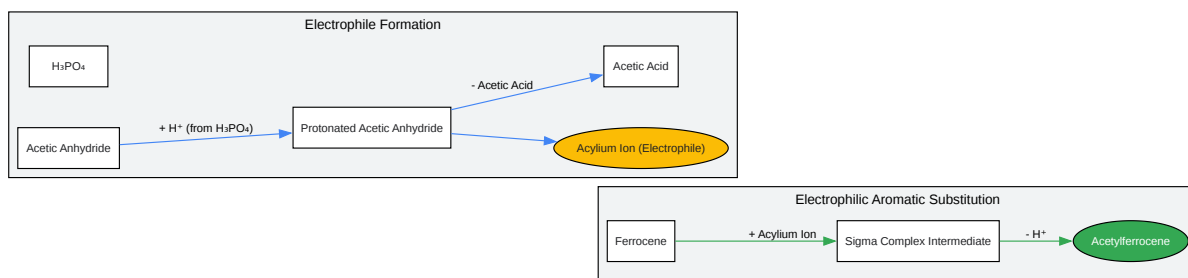 Electrophile Formation
H₃PO₄
Acetic Acid
- Acetic Acid
+ H⁺ (from H₃PO₄)
Protonated Acetic Anhydride
Acetic Anhydride
Acylium Ion (Electrophile)
Electrophilic Aromatic Substitution
Ferrocene
+ Acylium Ion
Sigma Complex Intermediate
- H⁺
Acetylferrocene